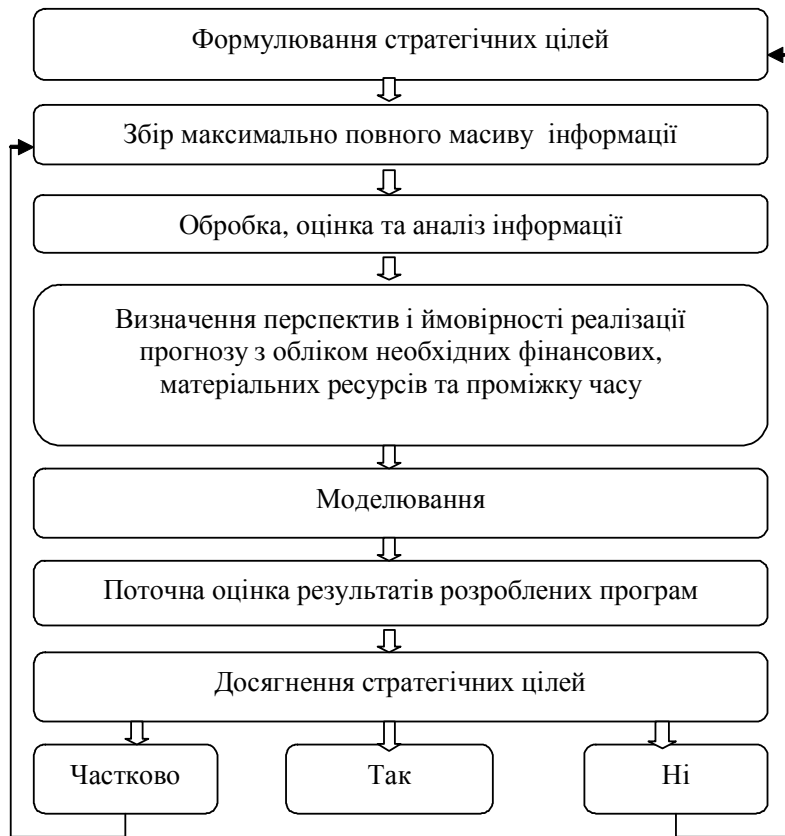 Формулювання стратегічних цілей
Збір максимально повного масиву інформації
Обробка, оцінка та аналіз інформації
Визначення перспектив і ймовірності реалізації
прогнозу з обліком необхідних фінансових,
матеріальних ресурсів та проміжку часу
Моделювання
Поточна оцінка результатів розроблених програм
Досягнення стратегічних цілей
Частково
Так
Ні